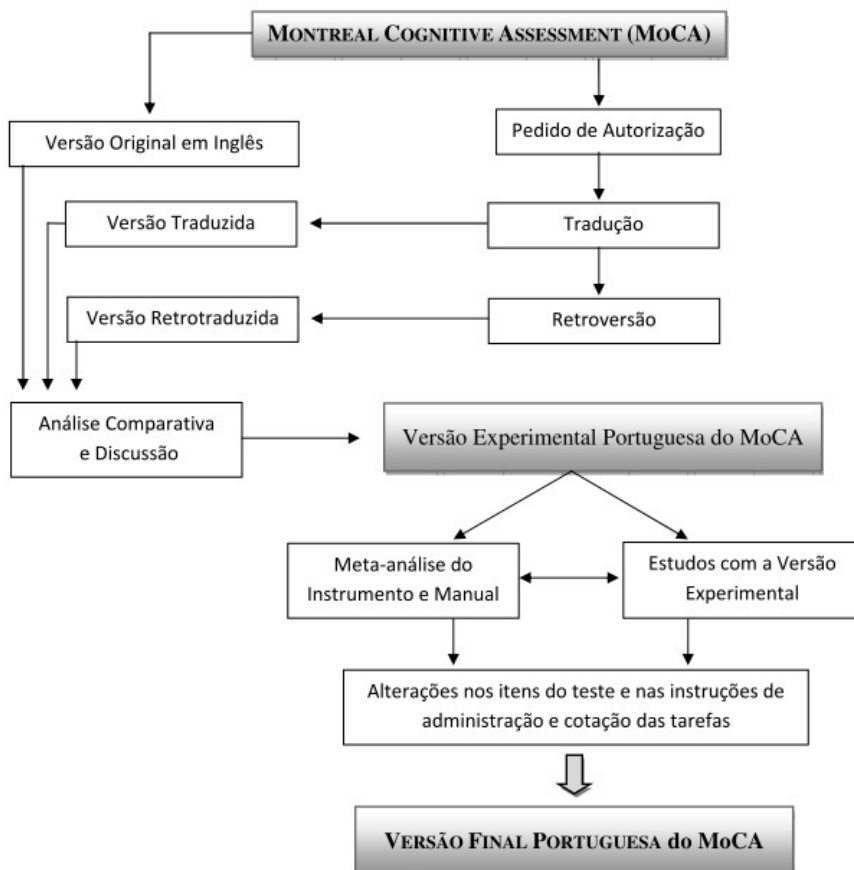 MONTREAL COGNITIVE ASSESSMENT (MOCA)
Versão Original em Inglês
Pedido de Autorização
Versão Traduzida
Tradução
Versão Retrotraduzida
Retroversão
Análise Comparativa
e Discussão
Versão Experimental Portuguesa do MoCA
Meta-análise do
Instrumento e Manual
Estudos com a Versão
Experimental
Alterações nos itens do teste e nas instruções de
administração e cotação das tarefas
VERSÃO FINAL PORTUGUESA do MoCA